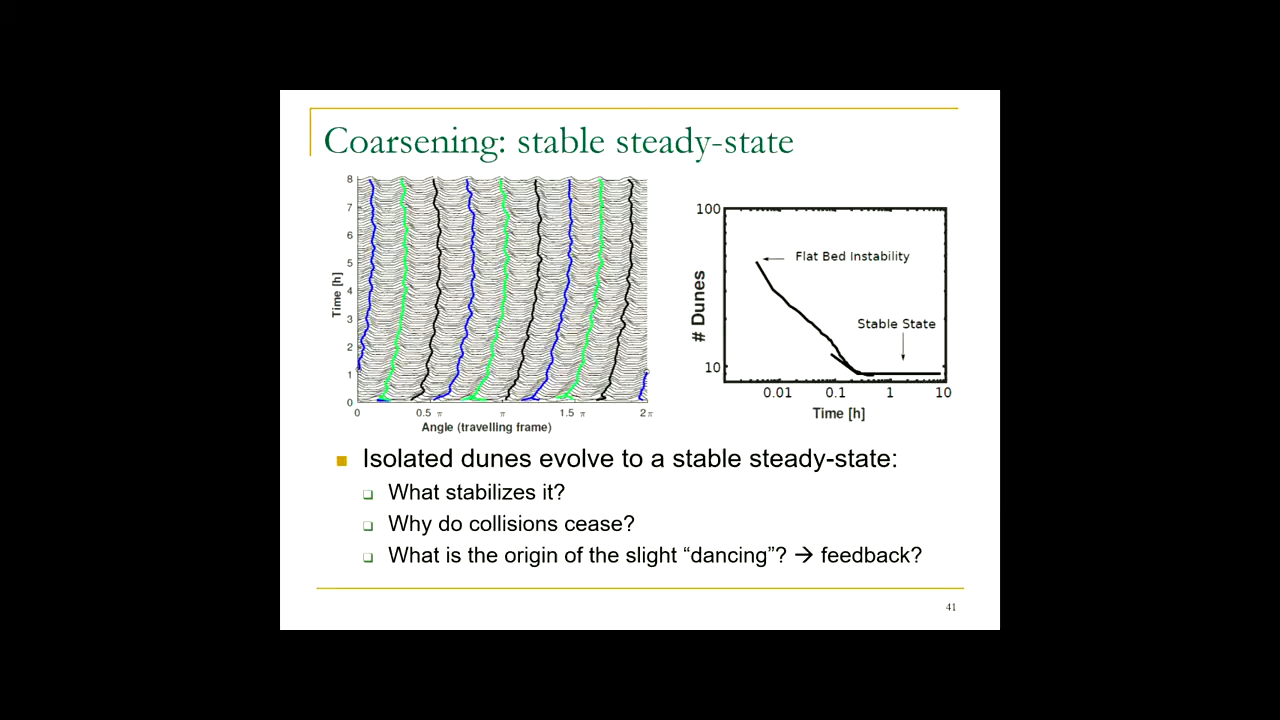 Coarsening: stable steady-state
8
7
6
5
4
3
2
1
0
Time [h]
0 0.5 π π 1.5 π 2π
Angle (travelling frame)
100
10
# Dunes
Flat Bed Instability
Stable State
0.01 0.1 1 10
Time [h]
Isolated dunes evolve to a stable steady-state:
What stabilizes it?
Why do collisions cease?
What is the origin of the slight “dancing”? → feedback?
41